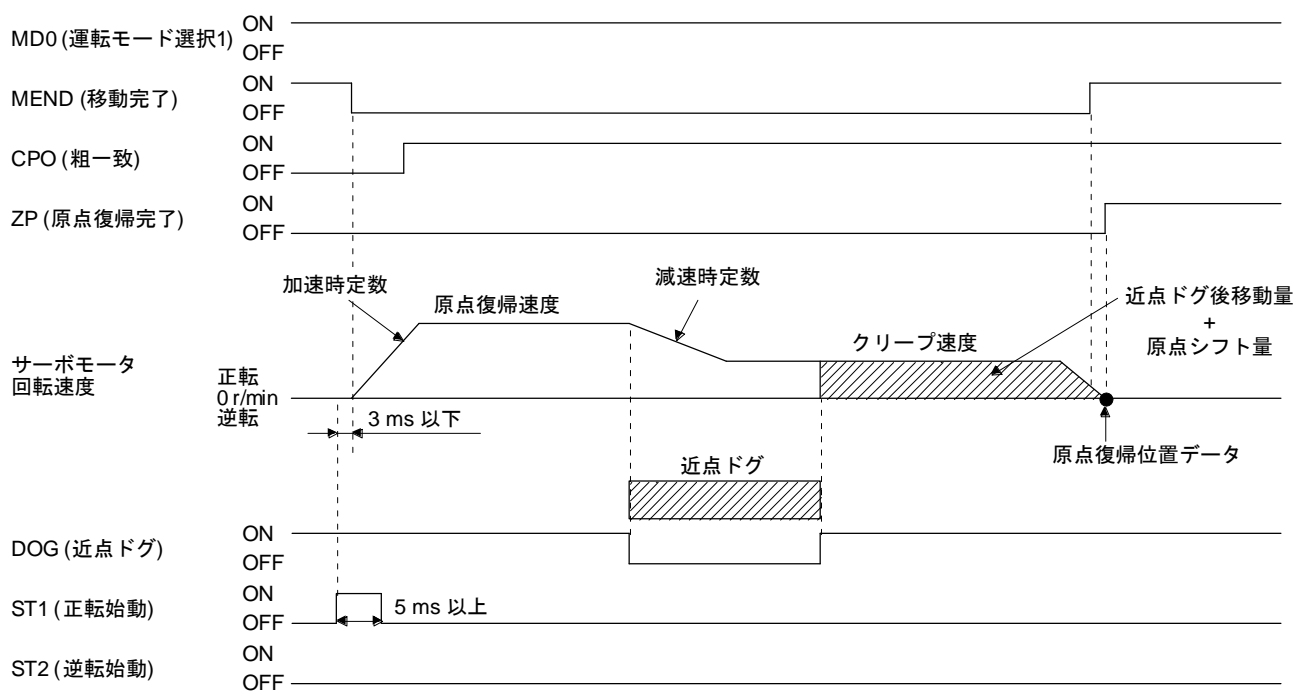 MD0 (運転モード選択1)
ON
OFF
MEND (移動完了)
ON
OFF
CPO (粗一致)
ON
OFF
ZP (原点復帰完了)
ON
OFF
加速時定数
原点復帰速度
減速時定数
クリープ速度
近点ドグ後移動量
+
原点シフト量
サーボモータ
回転速度
正転
0 r/min
逆転
3 ms 以下
原点復帰位置データ
近点ドグ
DOG (近点ドグ)
ON
OFF
ST1 (正転始動)
ON
OFF
5 ms 以上
ST2 (逆転始動)
ON
OFF